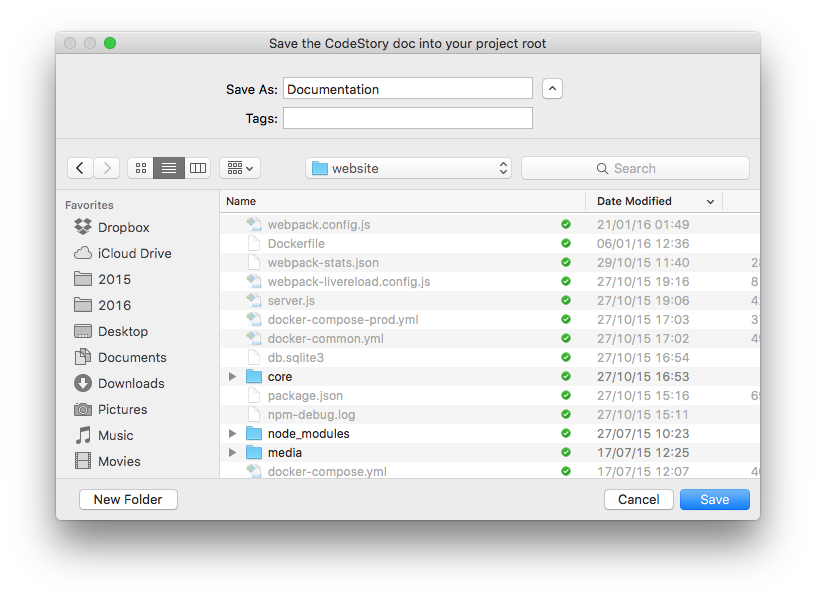 Save the CodeStory doc into your project root
Save As: Documentation
Tags:
website
Search
Favorites
Dropbox
iCloud Drive
2015
2016
Desktop
Documents
Downloads
Pictures
Music
Movies
Name Date Modified
webpack.config.js 21/01/16 01:49
Dockerfile 06/01/16 12:36
webpack-stats.json 29/10/15 11:40
webpack-livereload.config.js 27/10/15 19:16
server.js 27/10/15 19:06
docker-compose-prod.yml 27/10/15 17:03
docker-common.yml 27/10/15 17:02
db.sqlite3 27/10/15 16:54
core 27/10/15 16:53
package.json 27/10/15 15:16
npm-debug.log 27/10/15 15:11
node_modules 27/07/15 10:23
media 17/07/15 12:25
docker-compose.yml 17/07/15 12:07
New Folder Cancel Save